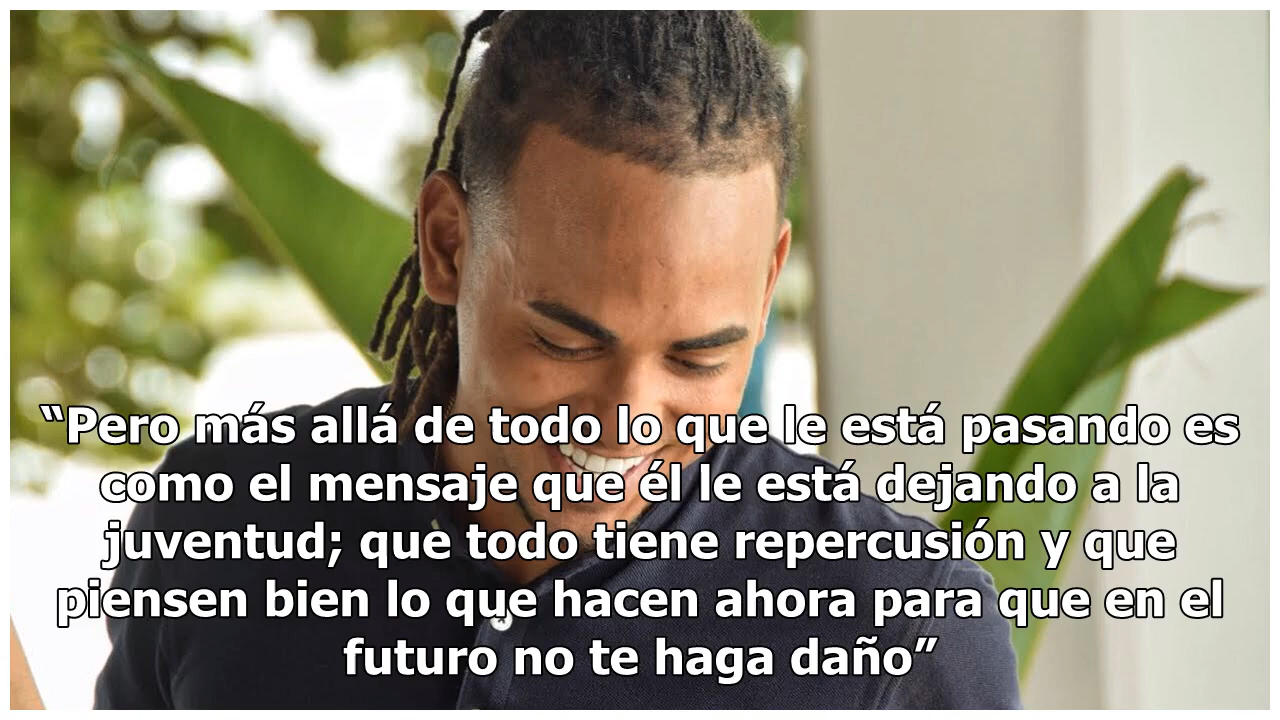 “Pero más allá de todo lo que le está pasando es
como el mensaje que él le está dejando a la
juventud; que todo tiene repercusión y que
piensen bien lo que hacen ahora para que en el
futuro no te haga daño”